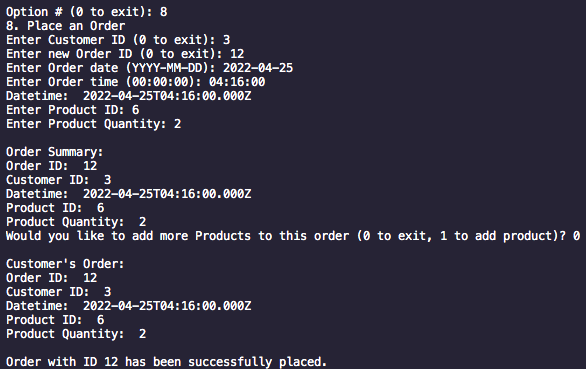 Option # (0 to exit): 8
8. Place an Order
Enter Customer ID (0 to exit): 3
Enter new Order ID (0 to exit): 12
Enter Order date (YYYY-MM-DD): 2022-04-25
Enter Order time (00:00:00): 04:16:00
Datetime:  2022-04-25T04:16:00.000Z
Enter Product ID: 6
Enter Product Quantity: 2

Order Summary:
Order ID:  12
Customer ID:  3
Datetime:  2022-04-25T04:16:00.000Z
Product ID:  6
Product Quantity:  2
Would you like to add more Products to this order (0 to exit, 1 to add product)? 0

Customer's Order:
Order ID:  12
Customer ID:  3
Datetime:  2022-04-25T04:16:00.000Z
Product ID:  6
Product Quantity:  2

Order with ID 12 has been successfully placed.